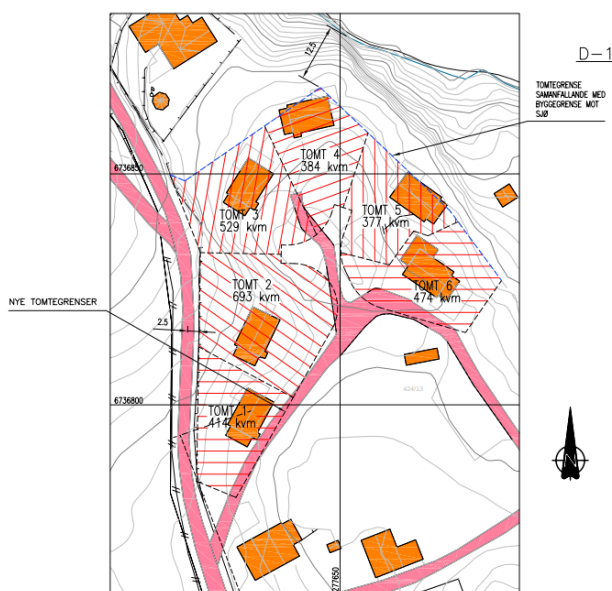 D-1
12.5
TOMTEGRENSE
SAMANFALLANDE MED
BYGGEGRENSE MOT
SJØ
TOMT 4
384 kvm
6736850
TOMT 3
529 kvm
TOMT 5
377 kvm
TOMT 2
693 kvm
TOMT 6
474 kvm
NYE TOMTEGRENSER
2.5
6736800
TOMT 1
414 kvm
277650